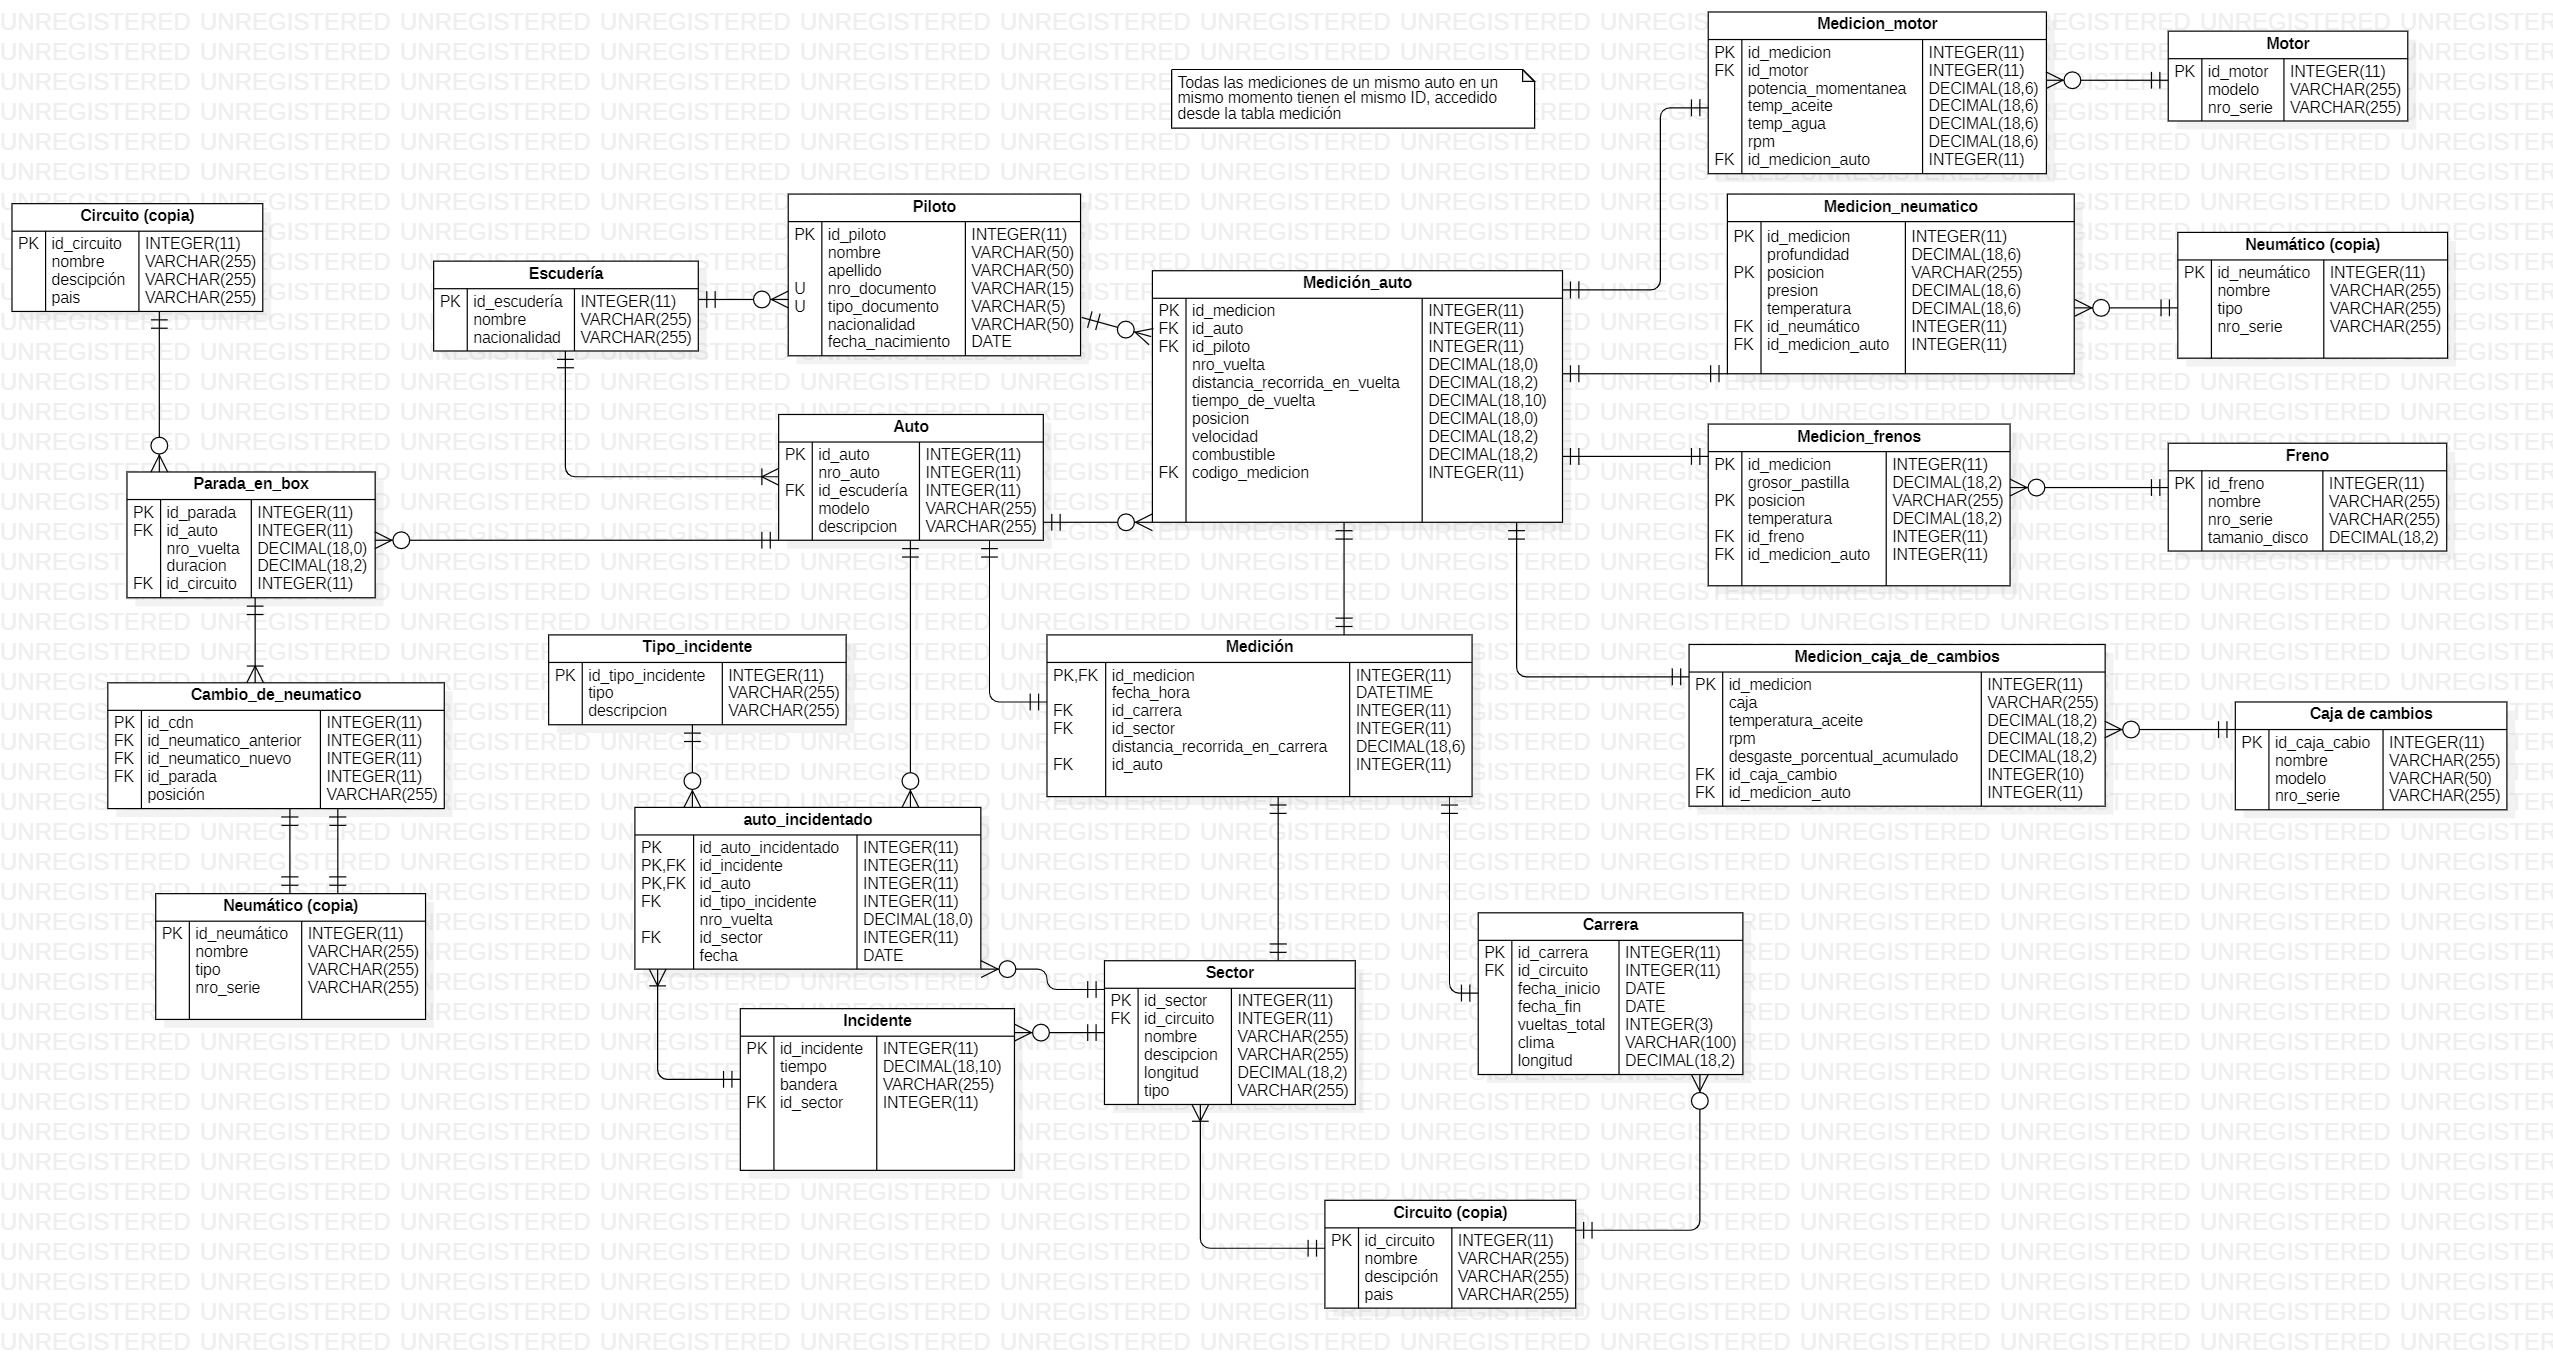 Todas las mediciones de un mismo auto en un
mismo momento tienen el mismo ID, accedido
desde la tabla medición
Medicion_motor
PK id_medicion INTEGER(11)
FK id_motor INTEGER(11)
potencia_momentanea DECIMAL(18,6)
temp_aceite DECIMAL(18,6)
temp_agua DECIMAL(18,6)
rpm DECIMAL(18,6)
FK id_medicion_auto INTEGER(11)
Motor
PK id_motor INTEGER(11)
modelo VARCHAR(255)
nro_serie VARCHAR(255)
Circuito (copia)
PK id_circuito INTEGER(11)
nombre VARCHAR(255)
descipción VARCHAR(255)
pais VARCHAR(255)
Escudería
PK id_escudería INTEGER(11)
nombre VARCHAR(255)
nacionalidad VARCHAR(255)
Piloto
PK id_piloto INTEGER(11)
nombre VARCHAR(50)
apellido VARCHAR(50)
U nro_documento VARCHAR(15)
U tipo_documento VARCHAR(5)
nacionalidad VARCHAR(50)
fecha_nacimiento DATE
Medición_auto
PK id_medicion INTEGER(11)
FK id_auto INTEGER(11)
FK id_piloto INTEGER(11)
nro_vuelta DECIMAL(18,0)
distancia_recorrida_en_vuelta DECIMAL(18,2)
tiempo_de_vuelta DECIMAL(18,10)
posicion DECIMAL(18,0)
velocidad DECIMAL(18,2)
combustible DECIMAL(18,2)
FK codigo_medicion INTEGER(11)
Medicion_neumatico
PK id_medicion INTEGER(11)
profundidad DECIMAL(18,6)
PK posicion VARCHAR(255)
presion DECIMAL(18,6)
temperatura DECIMAL(18,6)
FK id_neumático INTEGER(11)
FK id_medicion_auto INTEGER(11)
Neumático (copia)
PK id_neumático INTEGER(11)
nombre VARCHAR(255)
tipo VARCHAR(255)
nro_serie VARCHAR(255)
Auto
PK id_auto INTEGER(11)
nro_auto INTEGER(11)
FK id_escudería INTEGER(11)
modelo VARCHAR(255)
descripcion VARCHAR(255)
Medicion_frenos
PK id_medicion INTEGER(11)
grosor_pastilla DECIMAL(18,2)
PK posicion VARCHAR(255)
temperatura DECIMAL(18,2)
FK id_freno INTEGER(11)
FK id_medicion_auto INTEGER(11)
Freno
PK id_freno INTEGER(11)
nombre VARCHAR(255)
nro_serie VARCHAR(255)
tamanio_disco DECIMAL(18,2)
Parada_en_box
PK id_parada INTEGER(11)
FK id_auto INTEGER(11)
nro_vuelta DECIMAL(18,0)
duracion DECIMAL(18,2)
FK id_circuito INTEGER(11)
Tipo_incidente
PK id_tipo_incidente INTEGER(11)
tipo VARCHAR(255)
descripcion VARCHAR(255)
Medición
PK,FK id_medicion INTEGER(11)
fecha_hora DATETIME
FK id_carrera INTEGER(11)
FK id_sector INTEGER(11)
distancia_recorrida_en_carrera DECIMAL(18,6)
FK id_auto INTEGER(11)
Medicion_caja_de_cambios
PK id_medicion INTEGER(11)
caja VARCHAR(255)
temperatura_aceite DECIMAL(18,2)
rpm DECIMAL(18,2)
desgaste_porcentual_acumulado DECIMAL(18,2)
FK id_caja_cambio INTEGER(10)
FK id_medicion_auto INTEGER(11)
Caja de cambios
PK id_caja_cabio INTEGER(11)
nombre VARCHAR(255)
modelo VARCHAR(50)
nro_serie VARCHAR(255)
Cambio_de_neumatico
PK id_cdn INTEGER(11)
FK id_neumatico_anterior INTEGER(11)
FK id_neumatico_nuevo INTEGER(11)
FK id_parada INTEGER(11)
posición VARCHAR(255)
auto_incidentado
PK id_auto_incidentado INTEGER(11)
PK,FK id_incidente INTEGER(11)
PK,FK id_auto INTEGER(11)
FK id_tipo_incidente INTEGER(11)
nro_vuelta DECIMAL(18,0)
FK id_sector INTEGER(11)
fecha DATE
Neumático (copia)
PK id_neumático INTEGER(11)
nombre VARCHAR(255)
tipo VARCHAR(255)
nro_serie VARCHAR(255)
Carrera
PK id_carrera INTEGER(11)
FK id_circuito INTEGER(11)
fecha_inicio DATE
fecha_fin DATE
vueltas_total INTEGER(3)
clima VARCHAR(100)
longitud DECIMAL(18,2)
Sector
PK id_sector INTEGER(11)
FK id_circuito INTEGER(11)
nombre VARCHAR(255)
descipcion VARCHAR(255)
longitud DECIMAL(18,2)
tipo VARCHAR(255)
Incidente
PK id_incidente INTEGER(11)
tiempo DECIMAL(18,10)
bandera VARCHAR(255)
FK id_sector INTEGER(11)
Circuito (copia)
PK id_circuito INTEGER(11)
nombre VARCHAR(255)
descipción VARCHAR(255)
pais VARCHAR(255)
UNREGISTERED